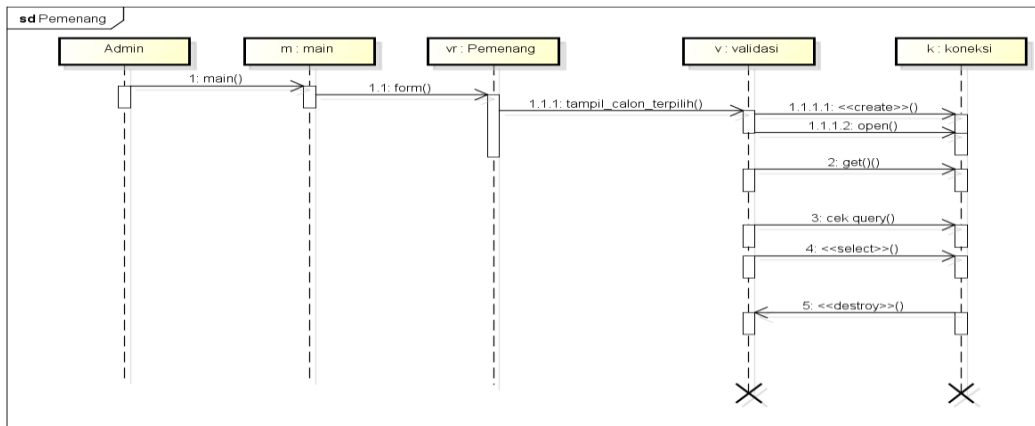 sd Pemenang
Admin
m : main
vr : Pemenang
v : validasi
k : koneksi
1: main()
1.1: form()
1.1.1: tampil_calon_terpilih()
1.1.1.1: <<create>>()
1.1.1.2: open()
2: get()()
3: cek query()
4: <<select>>()
5: <<destroy>>()